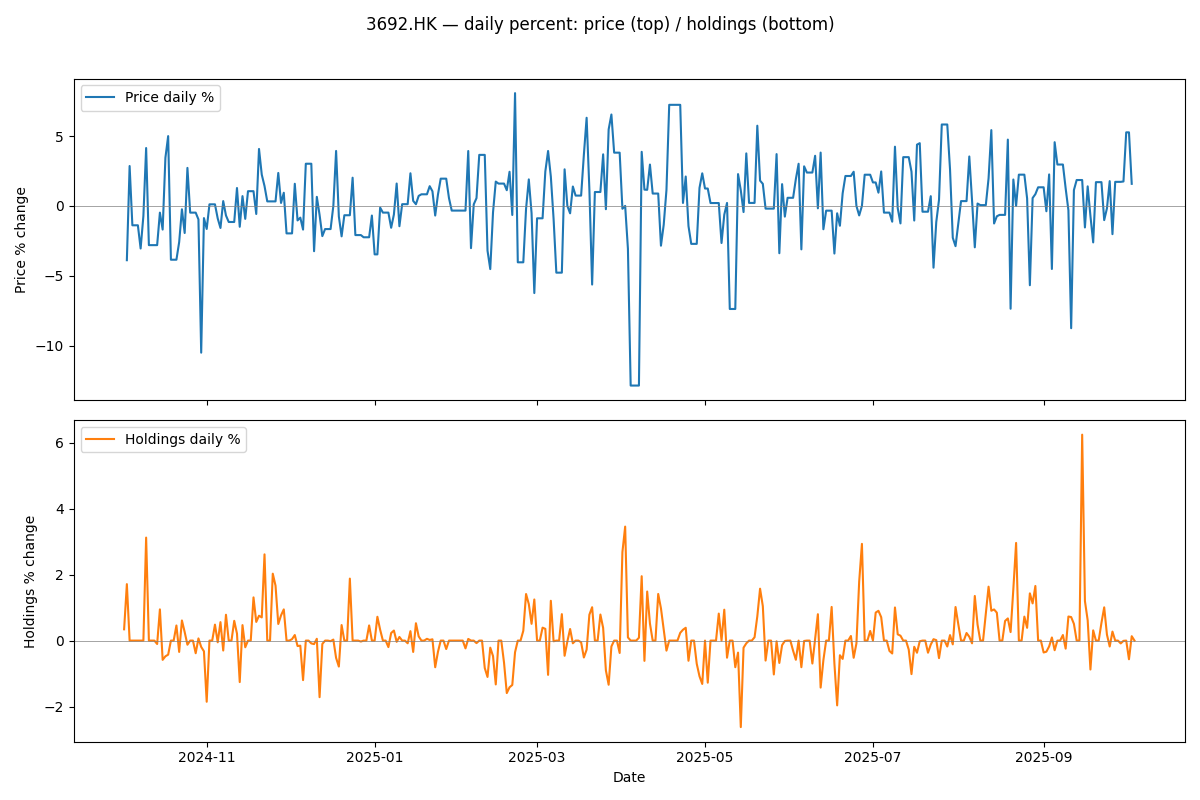 3692.HK — daily percent: price (top) / holdings (bottom)
Price daily %
5
0
−5
−10
Price % change
Holdings daily %
6
4
2
0
−2
Holdings % change
2024-11
2025-01
2025-03
2025-05
2025-07
2025-09
Date